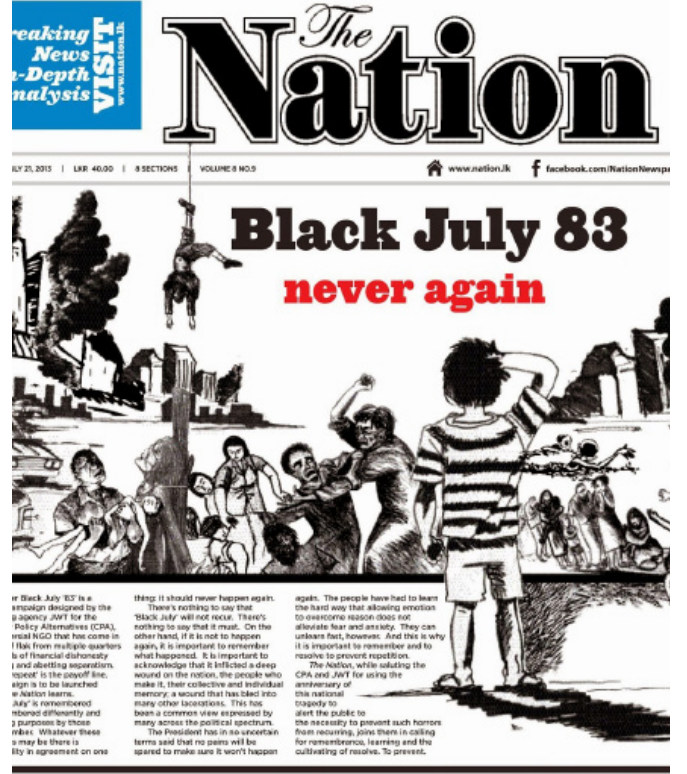 reaking
News
n-Depth
nalysis
VISIT
www.nation.lk
The
Nation
LY 21, 2013 | LKR 40.00 | 8 SECTIONS | VOLUME 8 NO.9
www.nation.lk
facebook.com/NationNewspa
Black July 83
never again
r Black July '83' is a
ampaign designed by the
g agency JWT for the
Policy Alternatives (CPA),
rsial NGO that has come in
f flak from multiple quarters
s of financial dishonesty
g and abetting separatism.
repeat' is the payoff line.
aign is to be launched
e Nation learns.
July' is remembered
mbered differently and
g purposes by those
mber. Whatever these
s may be there is
lity in agreement on one
thing: it should never happen again.
There's nothing to say that
'Black July' will not recur. There's
nothing to say that it must. On the
other hand, if it is not to happen
again, it is important to remember
what happened. It is important to
acknowledge that it inflicted a deep
wound on the nation, the people who
make it, their collective and individual
memory; a wound that has bled into
many other lacerations. This has
been a common view expressed by
many across the political spectrum.
The President has in no uncertain
terms said that no pains will be
spared to make sure it won't happen
again. The people have had to learn
the hard way that allowing emotion
to overcome reason does not
alleviate fear and anxiety. They can
unlearn fast, however. And this is why
it is important to remember and to
resolve to prevent repetition.
The Nation, while saluting the
CPA and JWT for using the
anniversary of
this national
tragedy to
alert the public to
the necessity to prevent such horrors
from recurring, joins them in calling
for remembrance, learning and the
cultivating of resolve. To prevent.